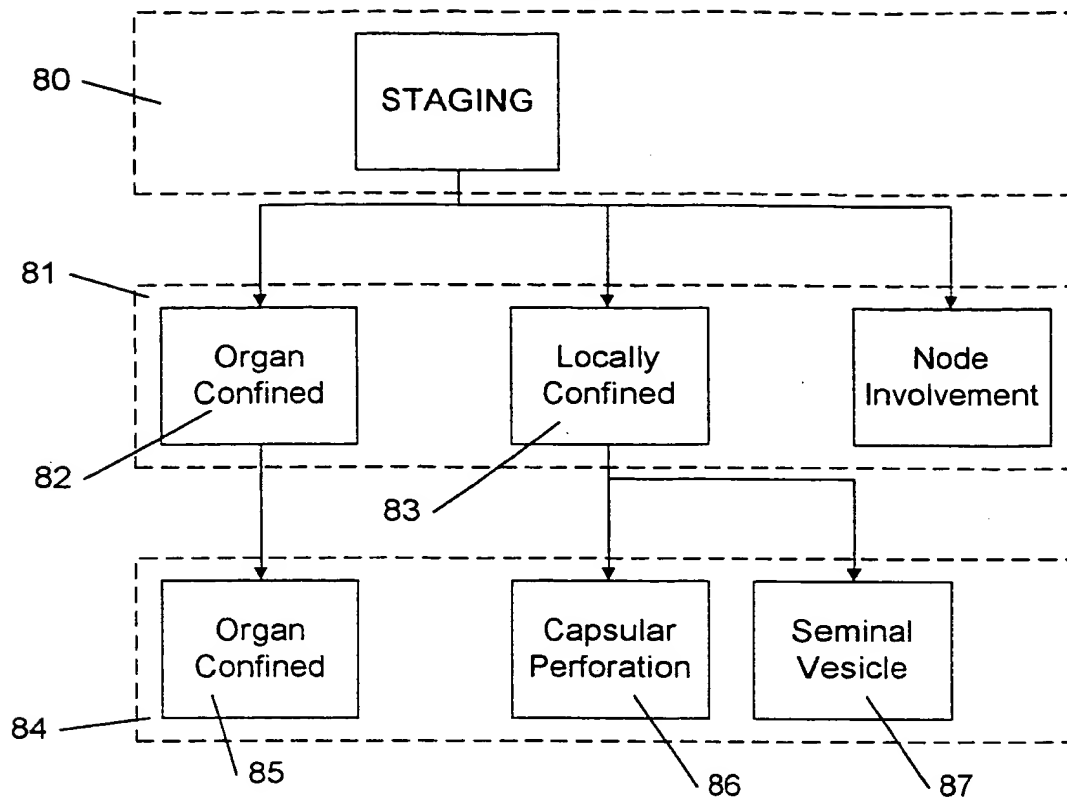 80
STAGING
81
Organ
Confined
Locally
Confined
Node
Involvement
82
83
Organ
Confined
Capsular
Perforation
Seminal
Vesicle
84
85
86
87